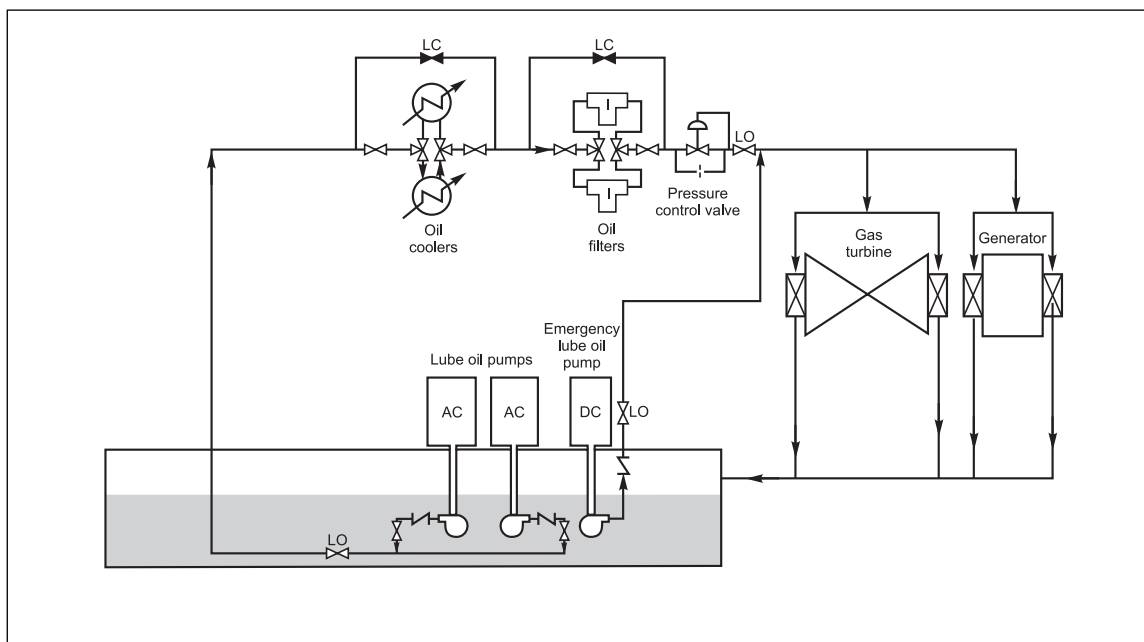 LC
LC
LO
Pressure
control valve
Oil
coolers
Oil
filters
Gas
turbine
Generator
Emergency
lube oil
pump
Lube oil pumps
AC
AC
DC
LO
LO